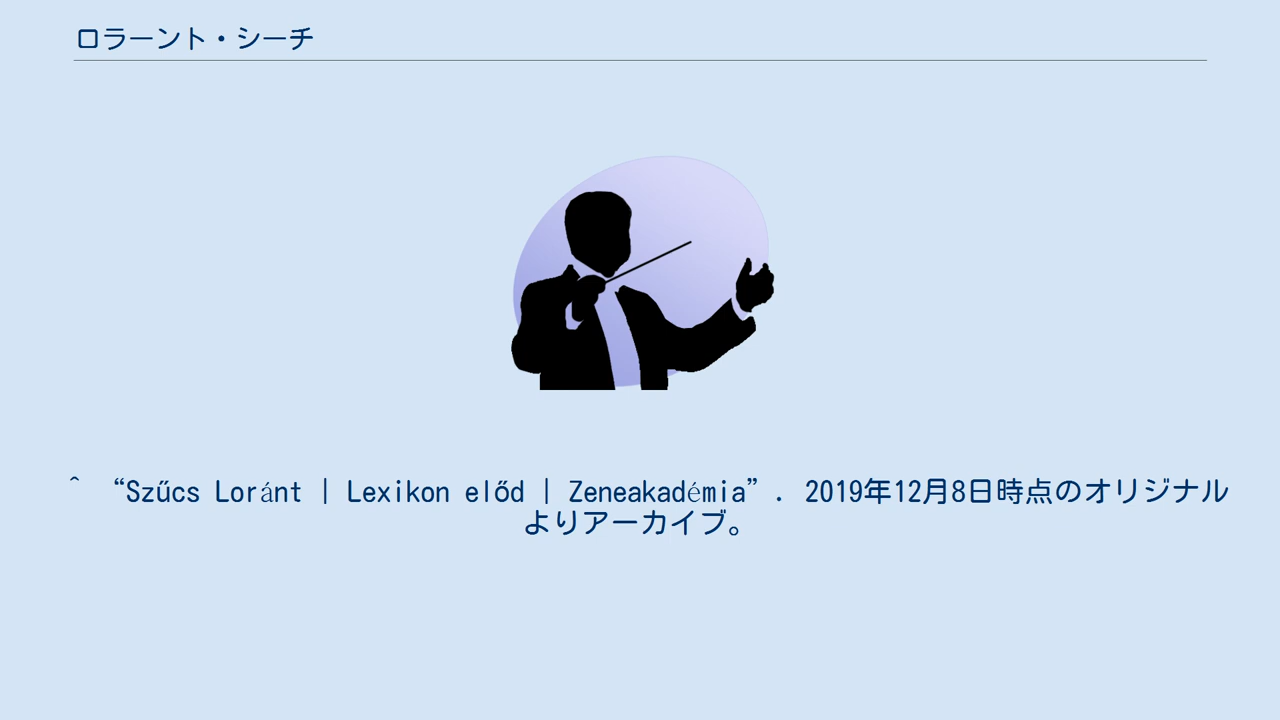 ロラーント・シーチ
^ “Szűcs Loránt | Lexikon előd | Zeneakadémia”. 2019年12月8日時点のオリジナル
よりアーカイブ。